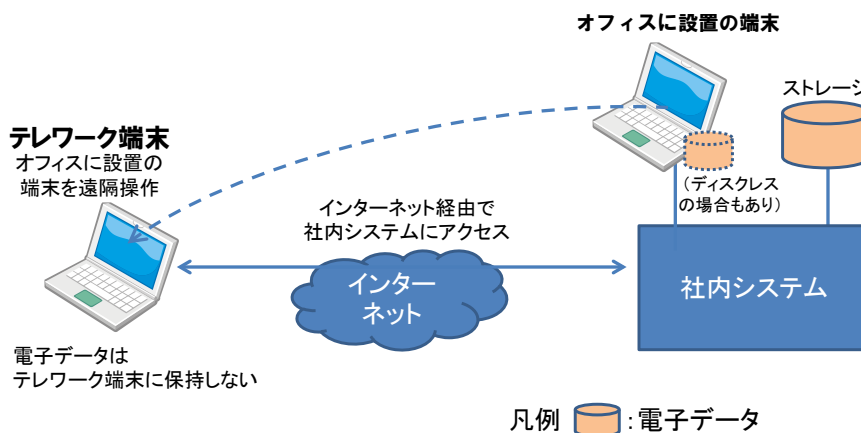 オフィスに設置の端末
ストレージ
テレワーク端末
オフィスに設置の
端末を遠隔操作
(ディスクレス
の場合もあり)
インターネット経由で
社内システムにアクセス
インター
ネット
社内システム
電子データは
テレワーク端末に保持しない
凡例 :電子データ